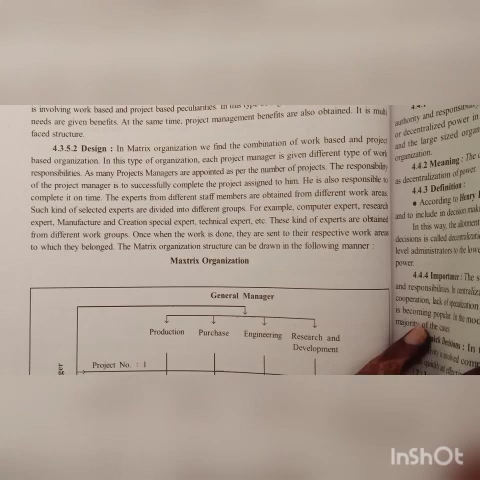 is involving work based and project based peculiarities. In this type
needs are given benefits. At the same time, project management benefits are also obtained. It is multi
faced structure.
4.3.5.2 Design : In Matrix organization we find the combination of work based and project
based organization. In this type of organization, each project manager is given different type of work
responsibilities. As many Projects Managers are appointed as per the number of projects. The responsibility
of the project manager is to successfully complete the project assigned to him. He is also responsible to
complete it on time. The experts from different staff members are obtained from different work areas.
Such kind of selected experts are divided into different groups. For example, computer expert, research
expert, Manufacture and Creation special expert, technical expert, etc. These kind of experts are obtained
from different work groups. Once when the work is done, they are sent to their respective work areas
to which they belonged. The Matrix organization structure can be drawn in the following manner :
Maxtrix Organization
General Manager
Production Purchase Engineering Research and
Development
Project No. : 1
authority and responsibility
or decentralized power in
and the large sized organ
organization.
4.4.2 Meaning : The
as decentralization of power.
4.4.3 Definition :
• According to Henry
and to include in decision mak
In this way, the allotment
decisions is called decentralizatio
level administrators to the lowe
power.
4.4.4 Importance : The s
and responsibilities. In centralization
cooperation, lack of specialization
is becoming popular in the mod
majority of the cases
Decisions : In